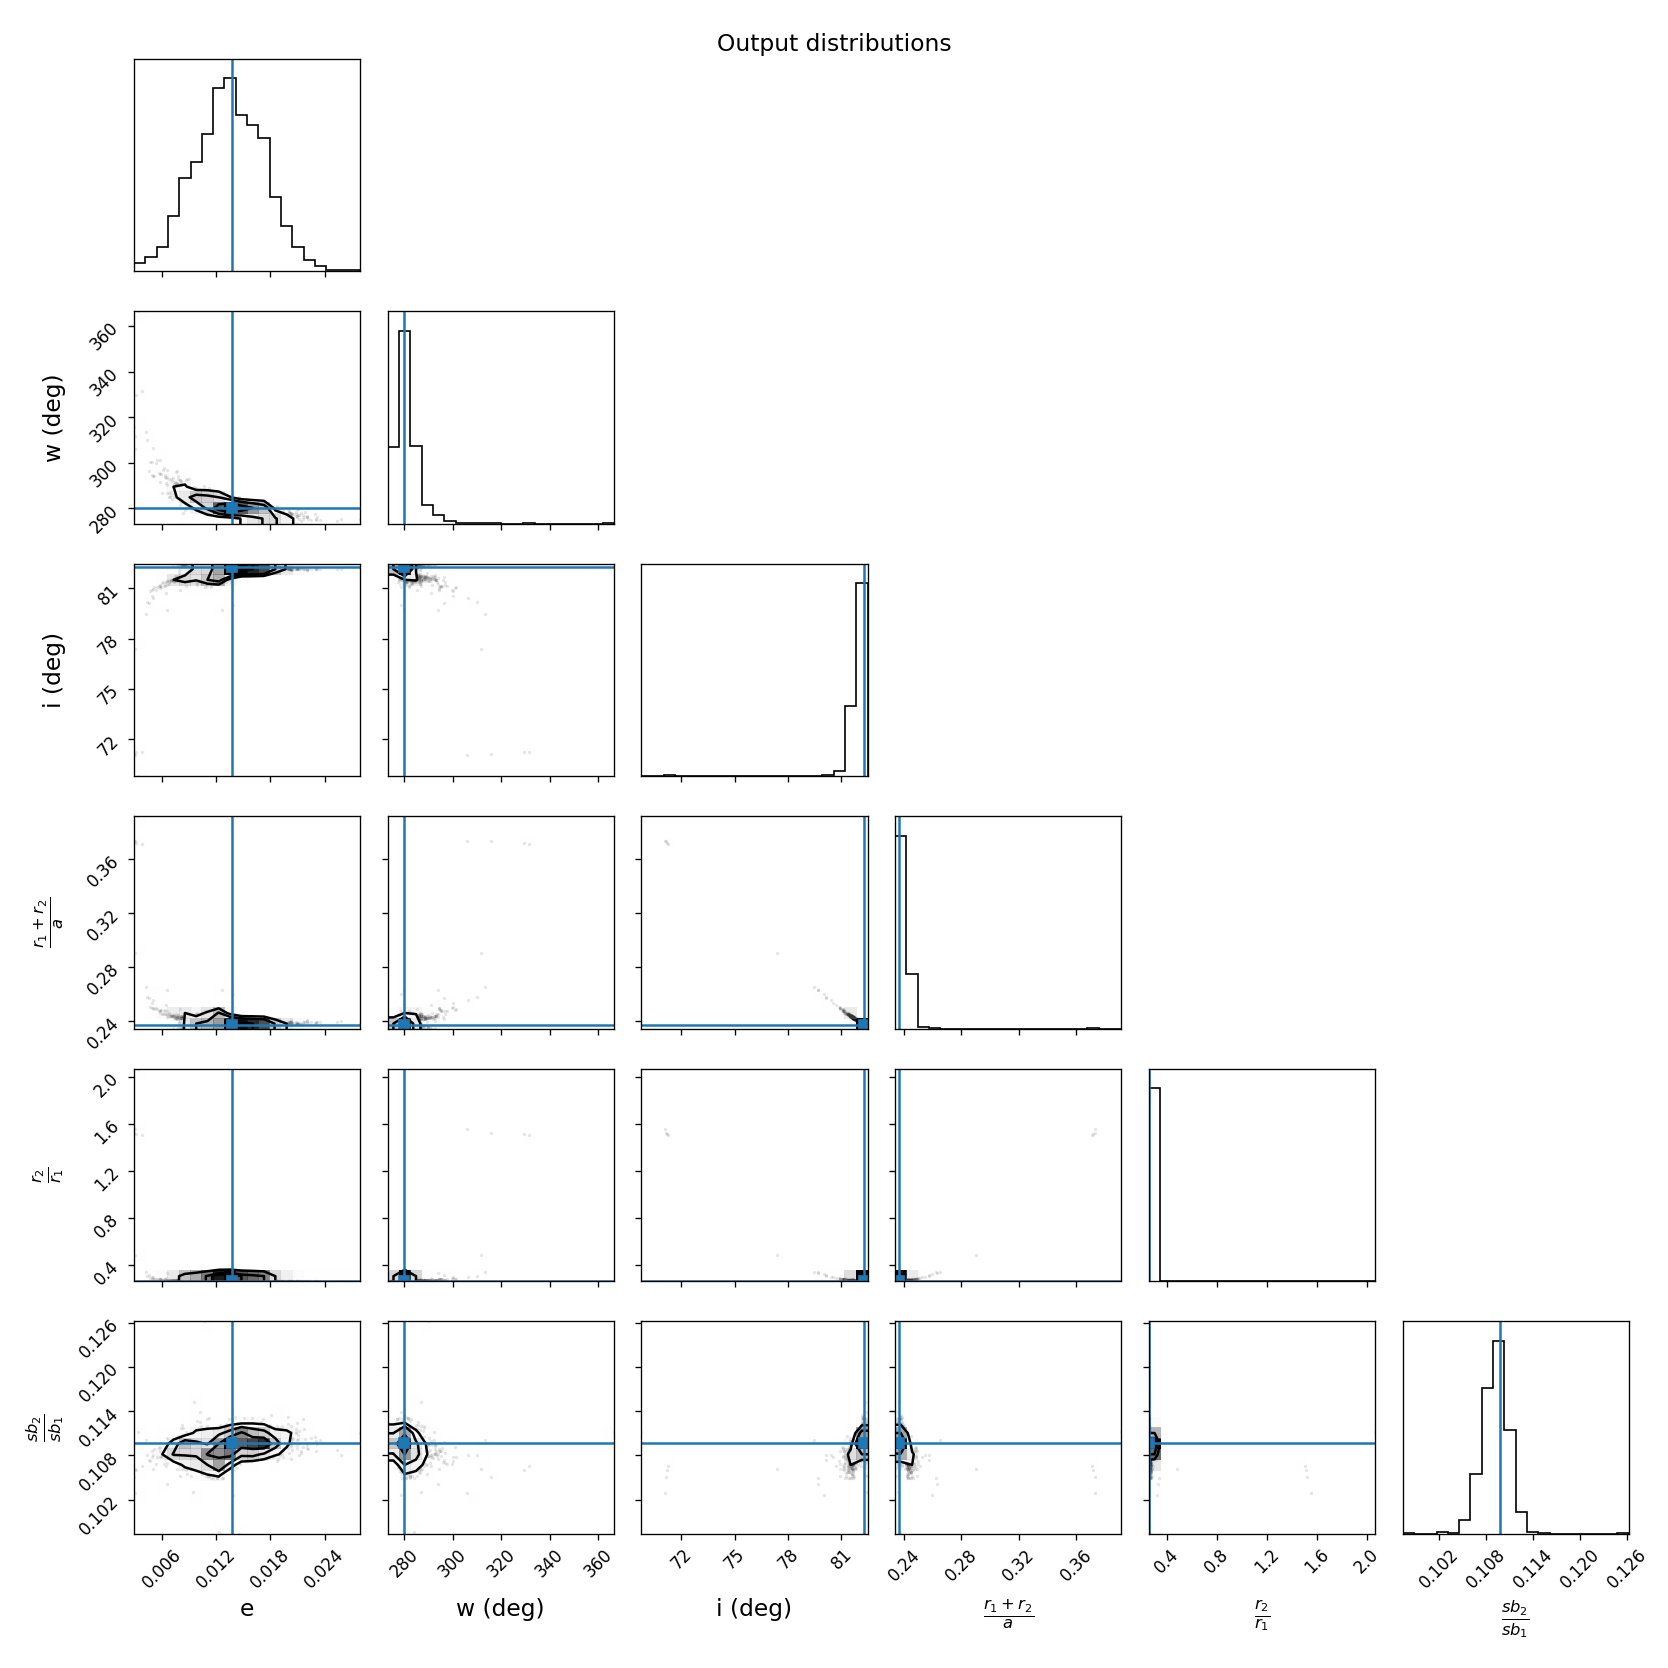 Output distributions
360
340
320
300
280
w (deg)
81
78
75
72
i (deg)
0.36
0.32
0.28
0.24
r₁ + r₂
a
2.0
1.6
1.2
0.8
0.4
r₂
r₁
0.126
0.120
0.114
0.108
0.102
sb₂
sb₁
0.006 0.012 0.018 0.024 280 300 320 340 360 72 75 78 81 0.24 0.28 0.32 0.36 0.4 0.8 1.2 1.6 2.0 0.102 0.108 0.114 0.120 0.126
e w (deg) i (deg)
r₁ + r₂
a
r₂
r₁
sb₂
sb₁